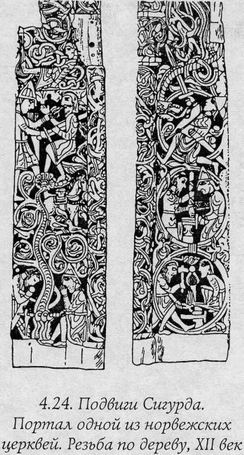 4.24. Подвиги Сигурда.
Портал одной из норвежских
церквей. Резьба по дереву, XII век